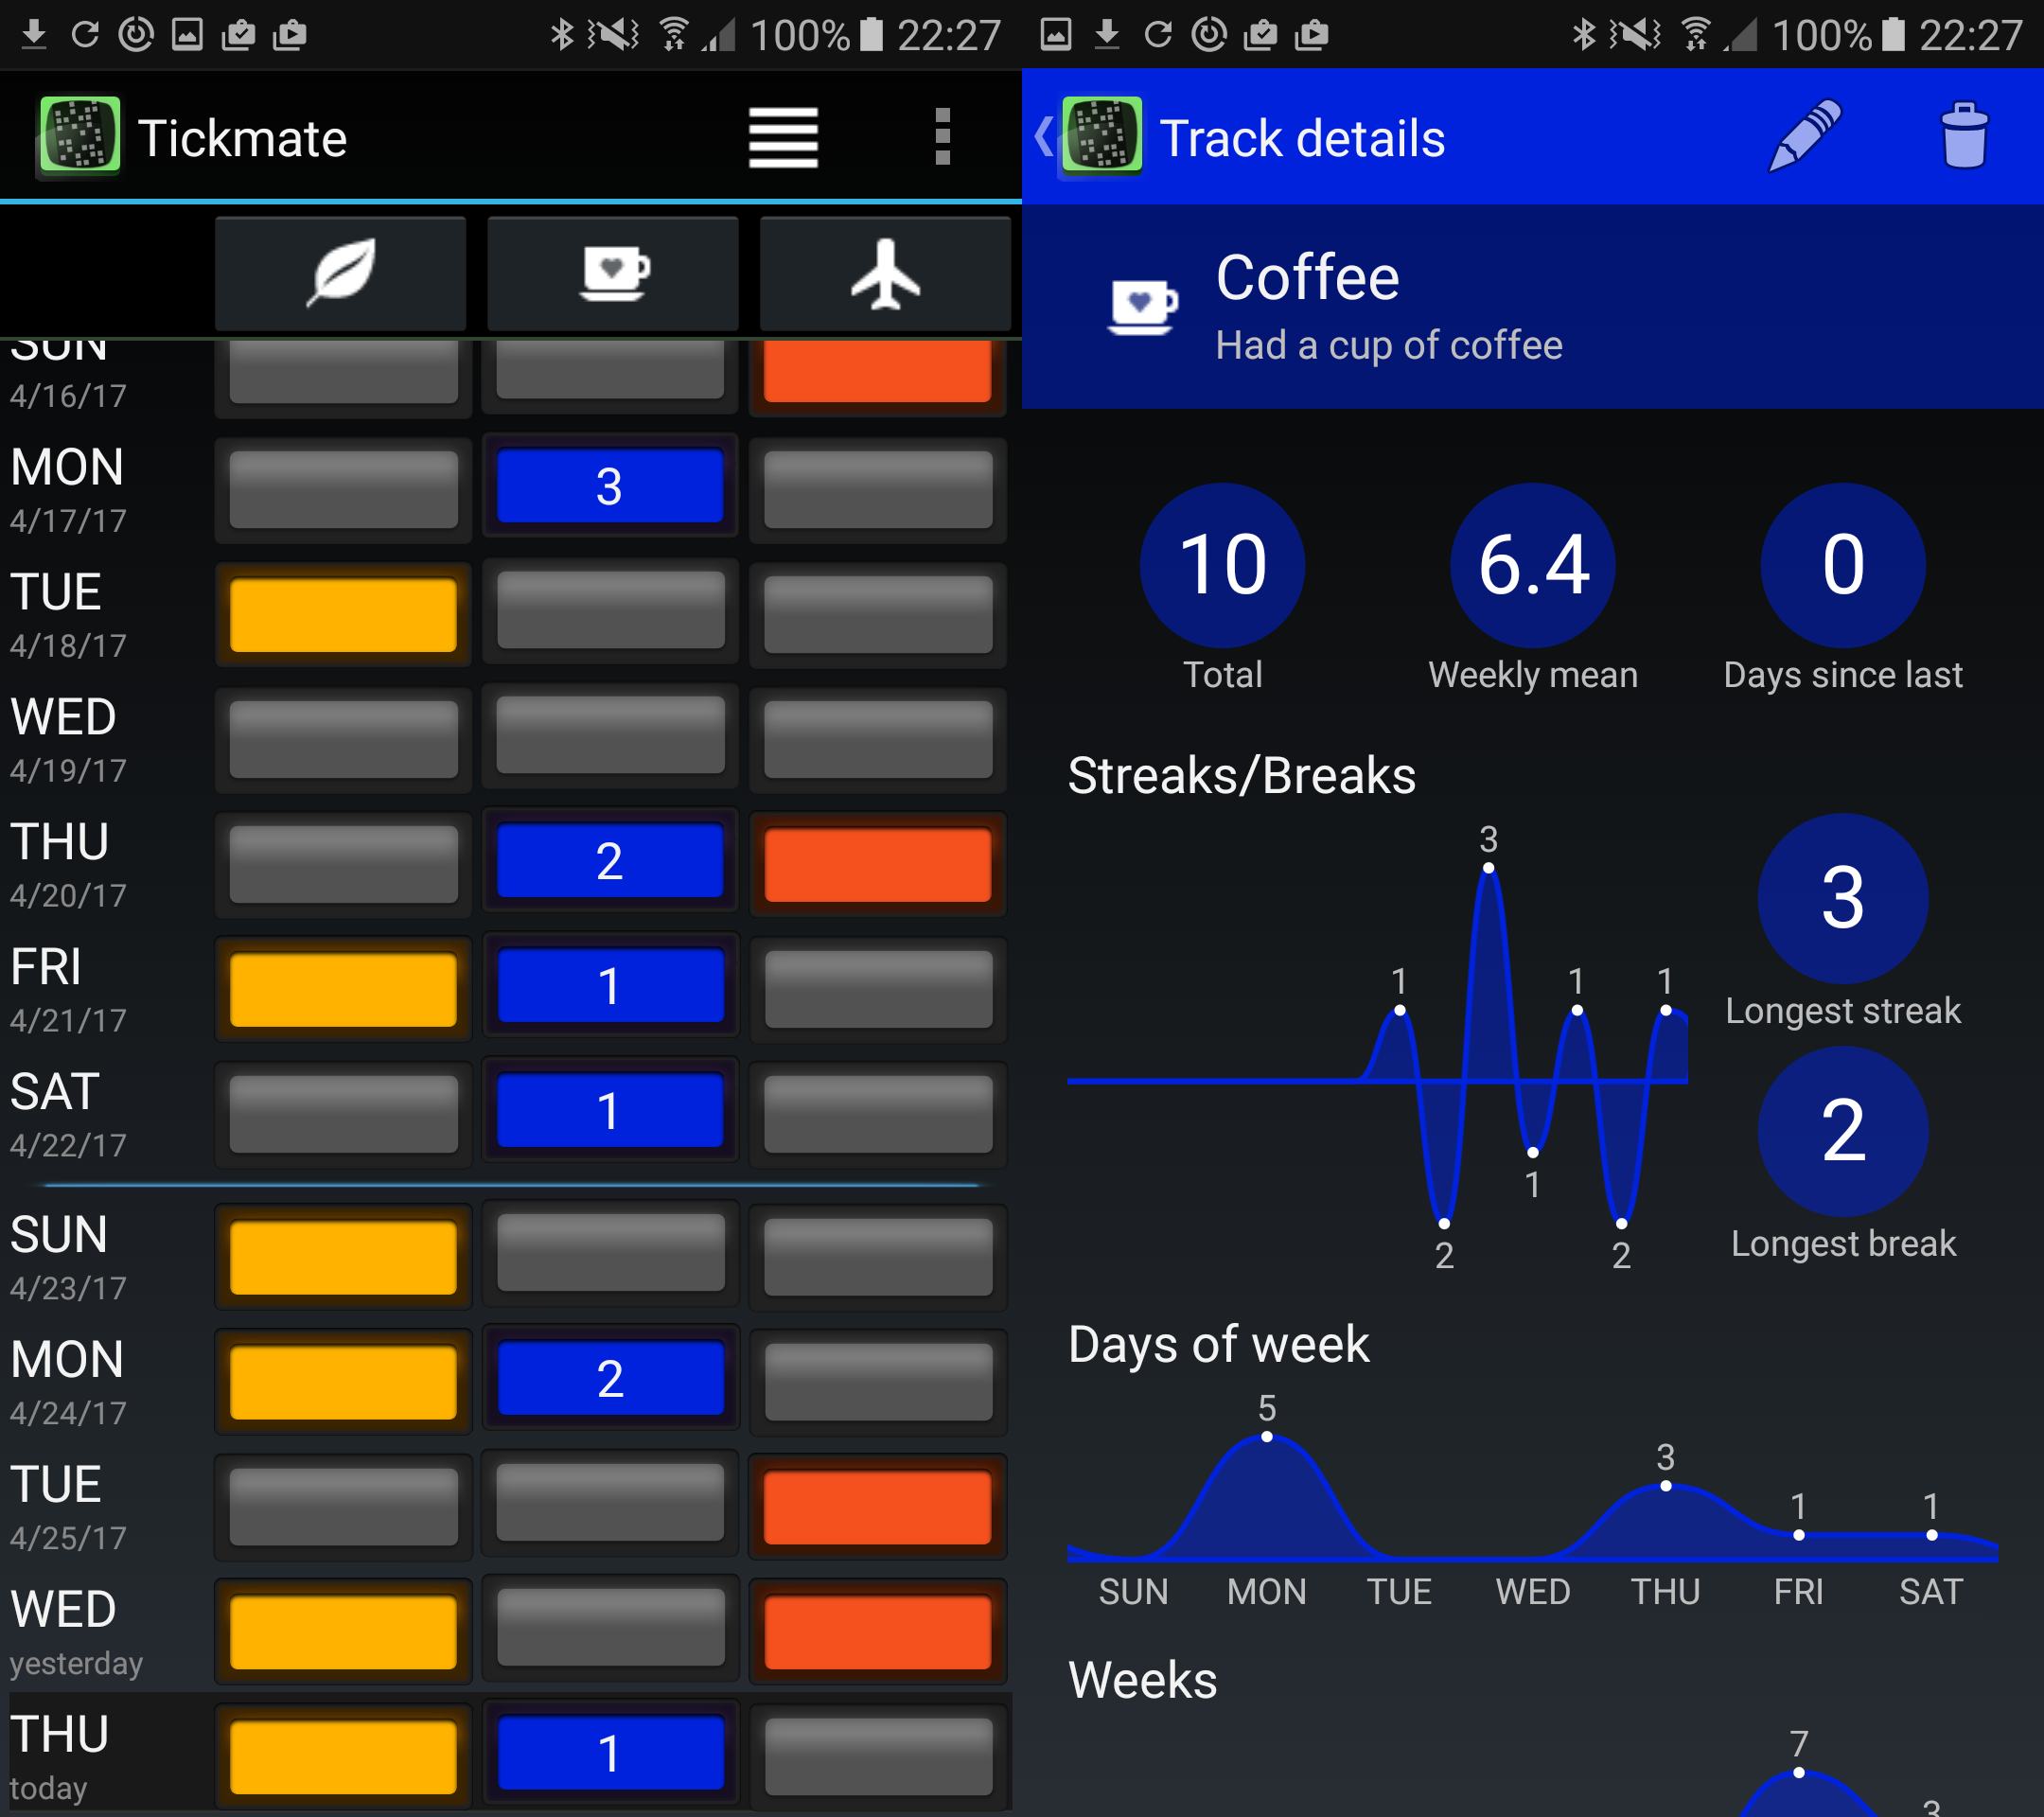 100% 22:27
Tickmate
SUN
4/16/17
MON
4/17/17
3
TUE
4/18/17
WED
4/19/17
THU
4/20/17
2
FRI
4/21/17
1
SAT
4/22/17
1
SUN
4/23/17
MON
4/24/17
2
TUE
4/25/17
WED
yesterday
THU
today
1
100% 22:27
Track details
Coffee
Had a cup of coffee
10 6.4 0
Total Weekly mean Days since last
Streaks/Breaks
3
1 1 1
1
2 2
3
Longest streak
2
Longest break
Days of week
5
3
1 1
SUN MON TUE WED THU FRI SAT
Weeks
7
3